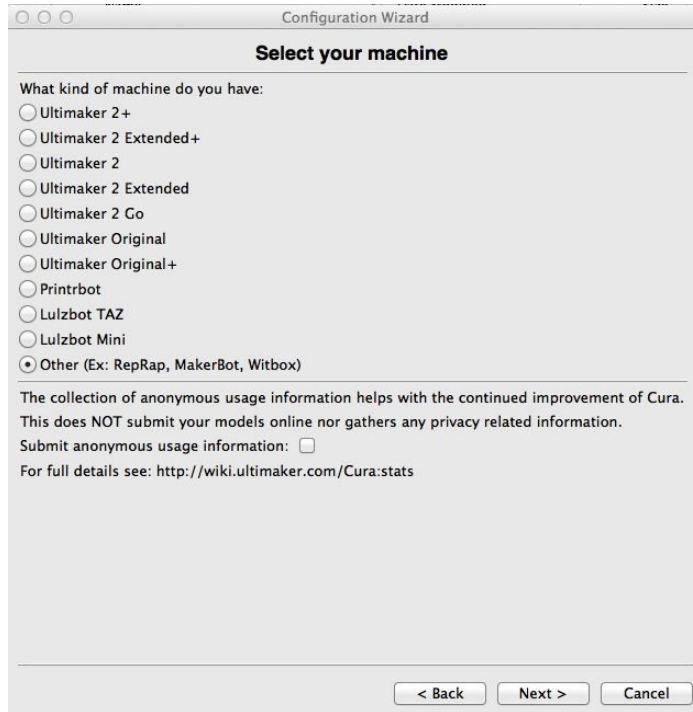 Configuration Wizard
Select your machine
What kind of machine do you have:
Ultimaker 2+
Ultimaker 2 Extended+
Ultimaker 2
Ultimaker 2 Extended
Ultimaker 2 Go
Ultimaker Original
Ultimaker Original+
Printrbot
Lulzbot TAZ
Lulzbot Mini
Other (Ex: RepRap, MakerBot, Witbox)
The collection of anonymous usage information helps with the continued improvement of Cura.
This does NOT submit your models online nor gathers any privacy related information.
Submit anonymous usage information:
For full details see: http://wiki.ultimaker.com/Cura:stats
< Back Next > Cancel